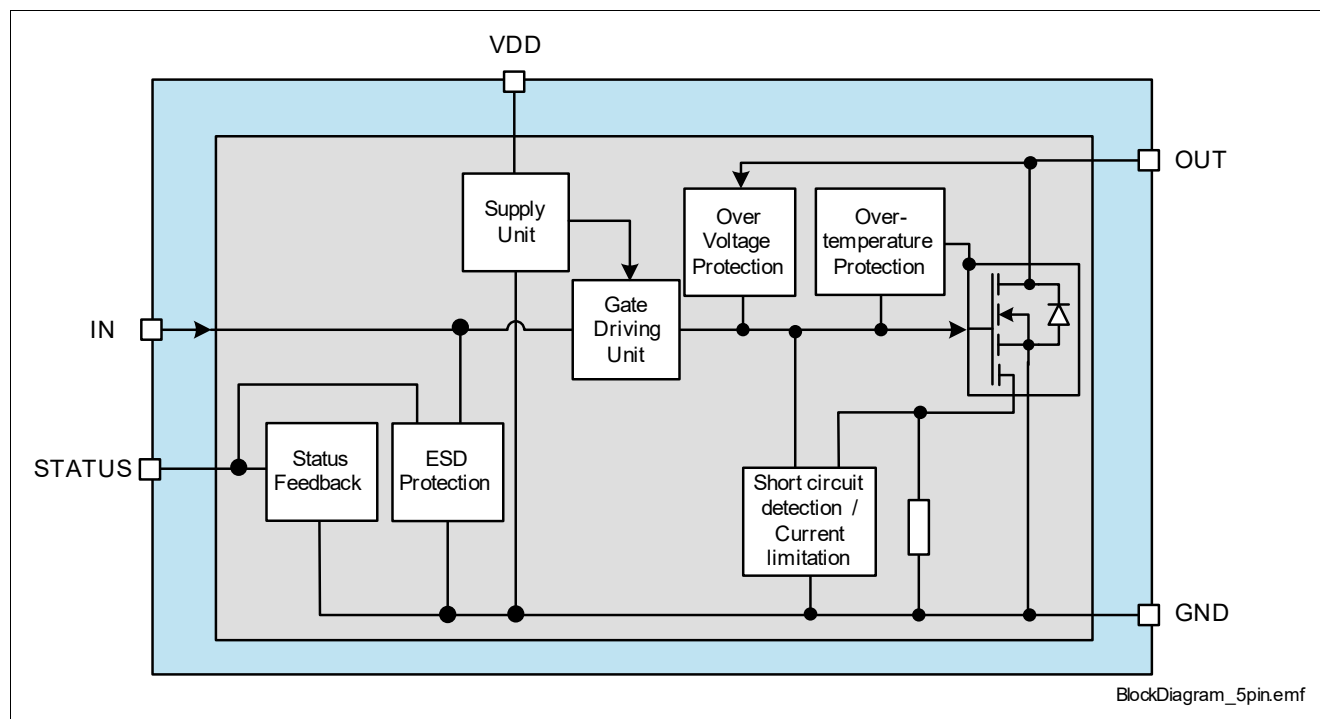 VDD
OUT
Supply
Unit
Over
Voltage
Protection
Over-
temperature
Protection
IN
Gate
Driving
Unit
STATUS
Status
Feedback
ESD
Protection
Short circuit
detection /
Current
limitation
GND
BlockDiagram_5pin.emf